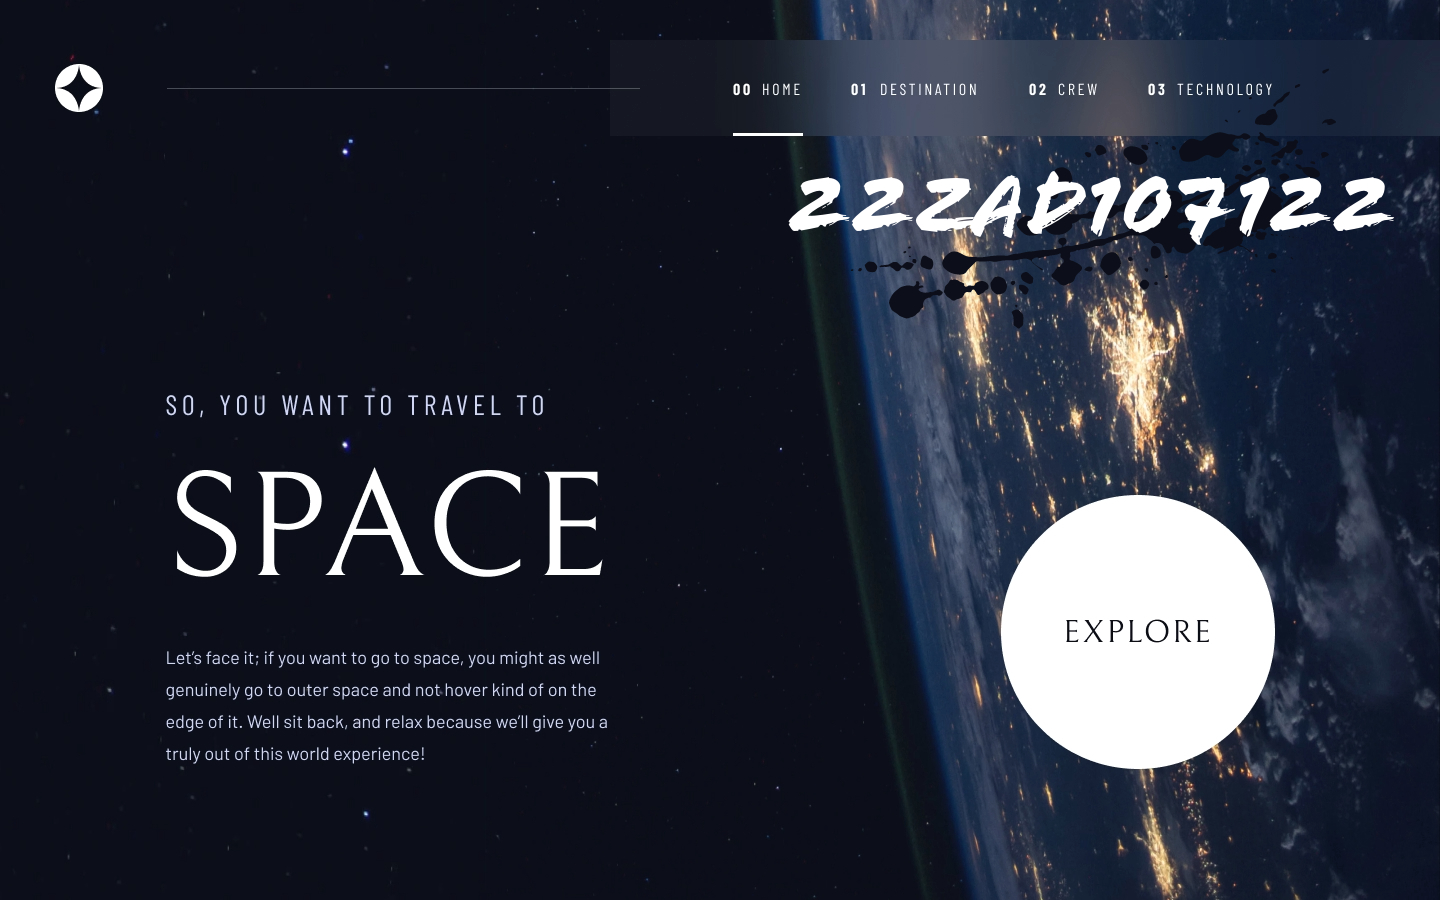 00 HOME 01 DESTINATION 02 CREW 03 TECHNOLOGY
222AD107122
SO, YOU WANT TO TRAVEL TO
SPACE
Let’s face it; if you want to go to space, you might as well
genuinely go to outer space and not hover kind of on the
edge of it. Well sit back, and relax because we’ll give you a
truly out of this world experience!
EXPLORE